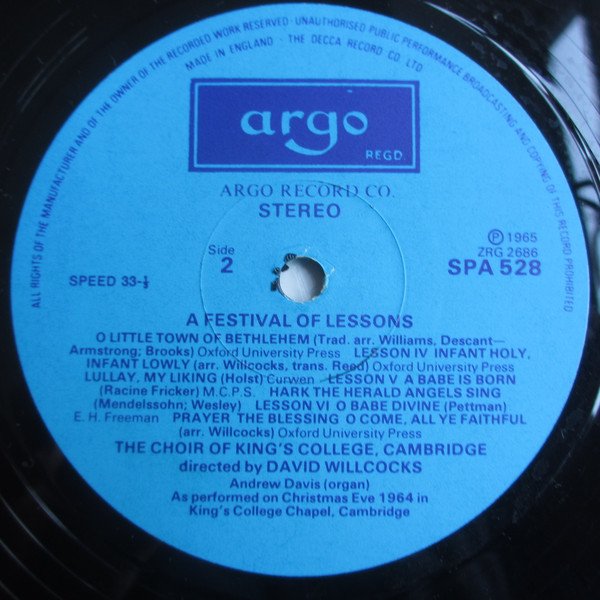 ALL RIGHTS OF THE MANUFACTURER AND OF THE OWNER OF THE RECORDED WORK RESERVED · UNAUTHORISED PUBLIC PERFORMANCE BROADCASTING AND COPYING OF THIS RECORD PROHIBITED
MADE IN ENGLAND · THE DECCA RECORD CO. LTD
argo
REGD.
ARGO RECORD CO.
STEREO
Side
2
SPEED 33-⅓
Ⓟ 1965
ZRG 2686
SPA 528
A FESTIVAL OF LESSONS
O LITTLE TOWN OF BETHLEHEM (Trad. arr. Williams, Descant—
Armstrong; Brooks) Oxford University Press LESSON IV INFANT HOLY,
INFANT LOWLY (arr. Willcocks, trans. Reed) Oxford University Press
LULLAY, MY LIKING (Holst) Curwen LESSON V A BABE IS BORN
(Racine Fricker) M.C.P.S. HARK THE HERALD ANGELS SING
(Mendelssohn; Wesley) LESSON VI O BABE DIVINE (Pettman)
E. H. Freeman PRAYER THE BLESSING O COME, ALL YE FAITHFUL
(arr. Willcocks) Oxford University Press
THE CHOIR OF KING'S COLLEGE, CAMBRIDGE
directed by DAVID WILLCOCKS
Andrew Davis (organ)
As performed on Christmas Eve 1964 in
King's College Chapel, Cambridge